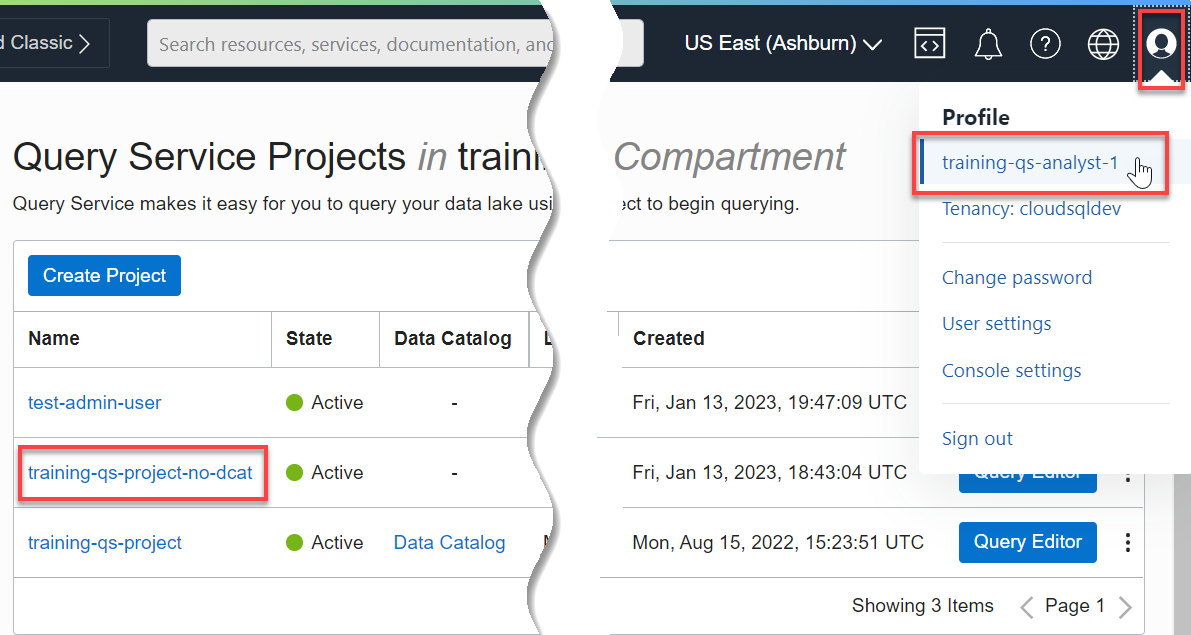 d Classic
Search resources, services, documentation, and
US East (Ashburn)
Profile
training-qs-analyst-1
Tenancy: cloudsqldev
Change password
User settings
Console settings
Sign out
Query Service Projects in traini Compartment
Query Service makes it easy for you to query your data lake usi ect to begin querying.
Create Project
Name State Data Catalog Created
test-admin-user Active - Fri, Jan 13, 2023, 19:47:09 UTC
training-qs-project-no-dcat Active - Fri, Jan 13, 2023, 18:43:04 UTC Query Editor
training-qs-project Active Data Catalog Mon, Aug 15, 2022, 15:23:51 UTC Query Editor
Showing 3 Items Page 1